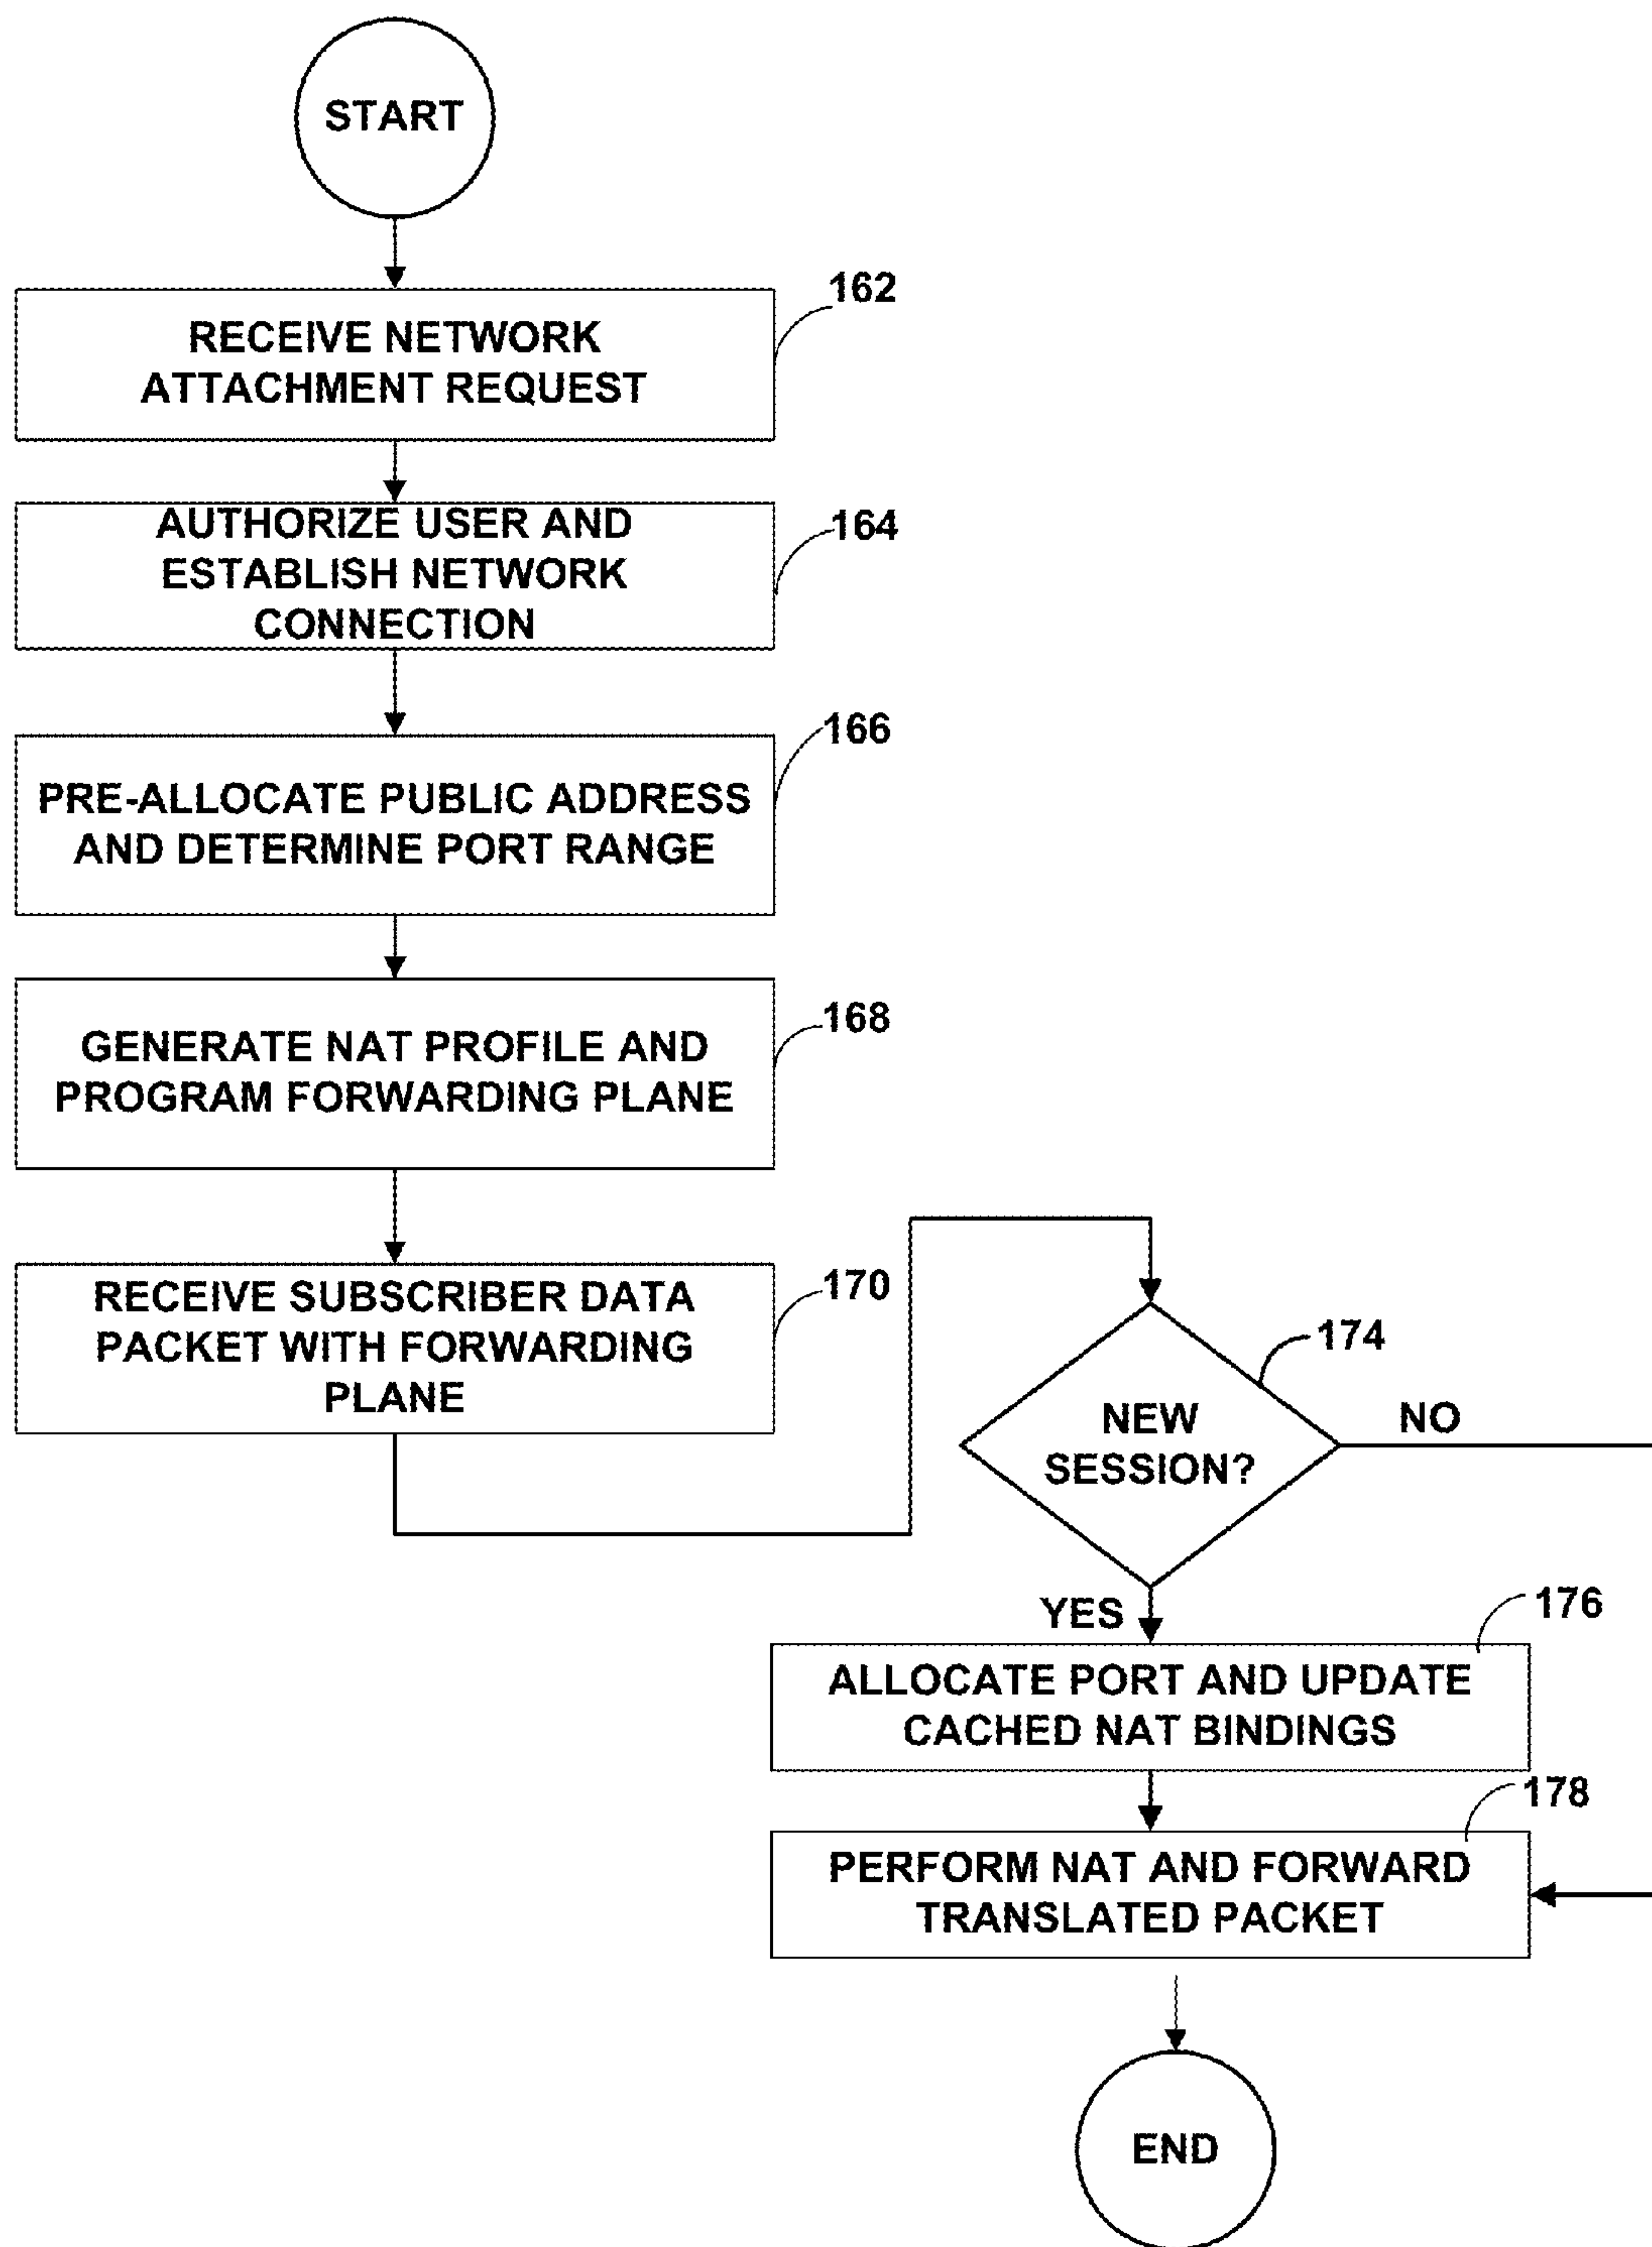 START
162
RECEIVE NETWORK
ATTACHMENT REQUEST
164
AUTHORIZE USER AND
ESTABLISH NETWORK
CONNECTION
166
PRE-ALLOCATE PUBLIC ADDRESS
AND DETERMINE PORT RANGE
168
GENERATE NAT PROFILE AND
PROGRAM FORWARDING PLANE
170
RECEIVE SUBSCRIBER DATA
PACKET WITH FORWARDING
PLANE
174
NEW
SESSION?
NO
YES
176
ALLOCATE PORT AND UPDATE
CACHED NAT BINDINGS
178
PERFORM NAT AND FORWARD
TRANSLATED PACKET
END